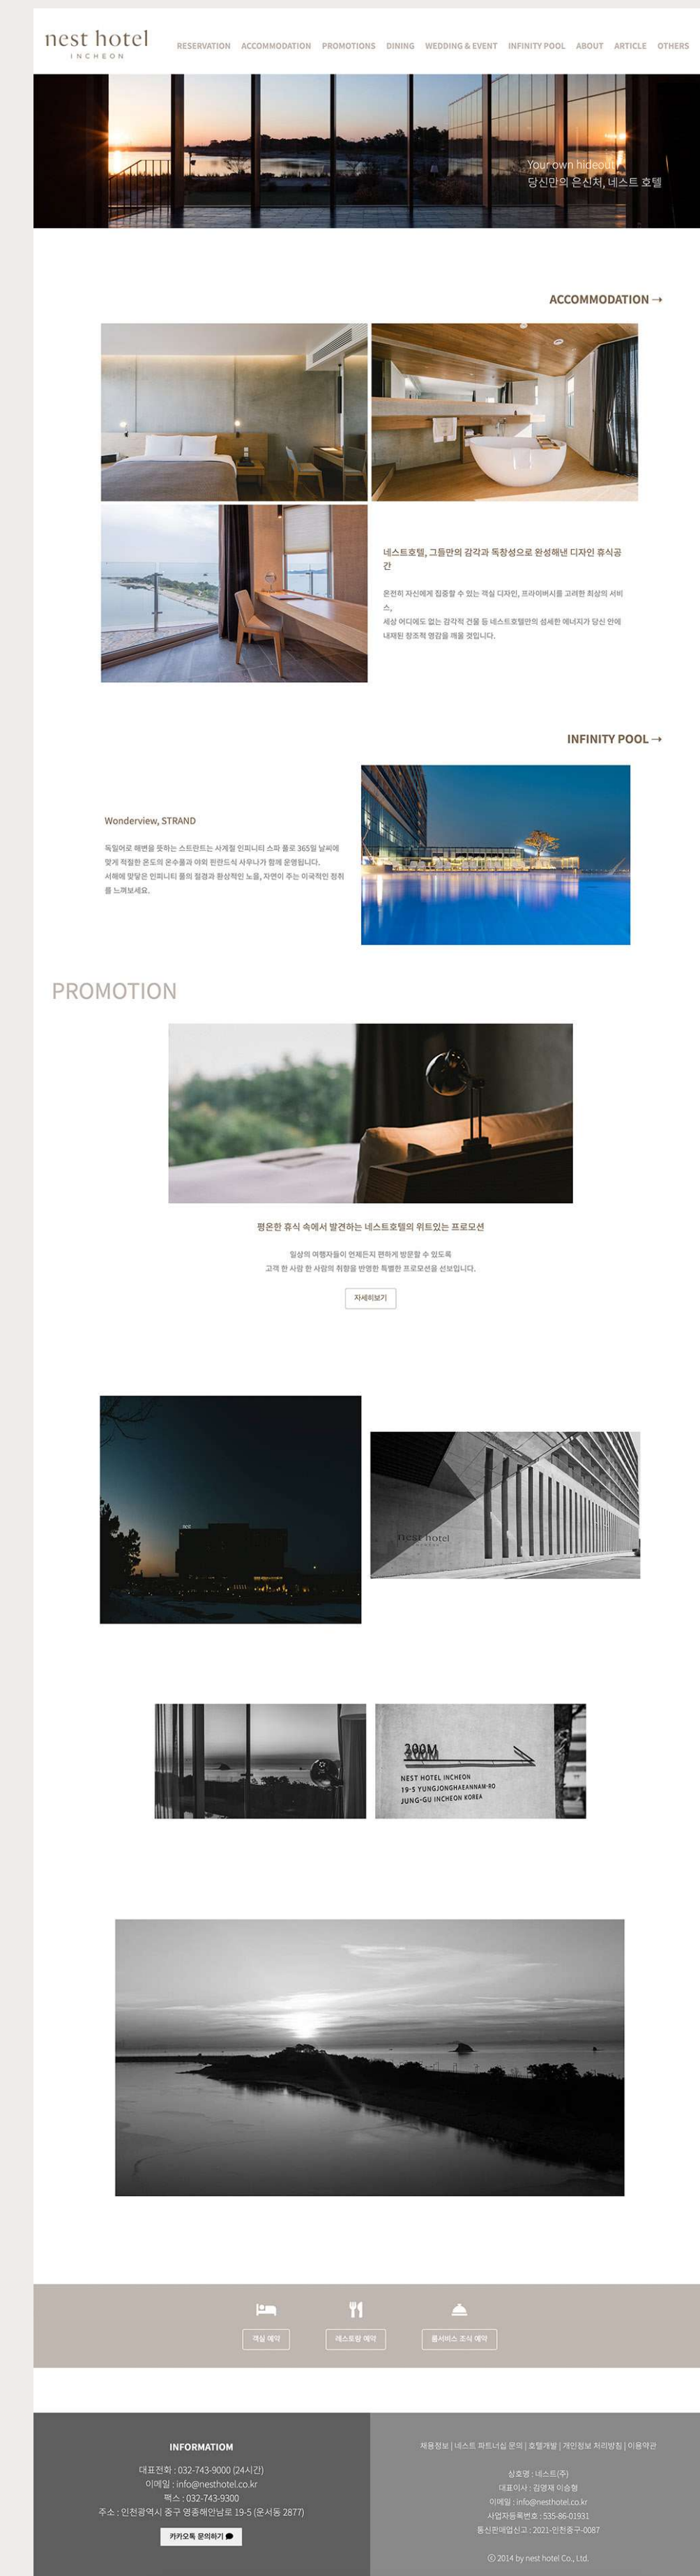 nest hotel
INCHEON
RESERVATION ACCOMMODATION PROMOTIONS DINING WEDDING & EVENT INFINITY POOL ABOUT ARTICLE OTHERS
Your own hideout
당신만의 은신처, 네스트 호텔
ACCOMMODATION →
네스트호텔, 그들만의 감각과 독창성으로 완성해낸 디자인 휴식공
간
온전히 자신에게 집중할 수 있는 객실 디자인, 프라이버시를 고려한 최상의 서비
스,
세상 어디에도 없는 감각적 건물 등 네스트호텔만의 섬세한 에너지가 당신 안에
내재된 창조적 영감을 깨울 것입니다.
INFINITY POOL →
Wonderview, STRAND
독일어로 해변을 뜻하는 스트란트는 사계절 인피니티 스파 풀로 365일 날씨에
맞게 적절한 온도의 온수풀과 야외 핀란드식 사우나가 함께 운영됩니다.
서해에 맞닿은 인피니티 풀의 절경과 환상적인 노을, 자연이 주는 이국적인 정취
를 느껴보세요.
PROMOTION
평온한 휴식 속에서 발견하는 네스트호텔의 위트있는 프로모션
일상의 여행자들이 언제든지 편하게 방문할 수 있도록
고객 한 사람 한 사람의 취향을 반영한 특별한 프로모션을 선보입니다.
자세히보기
nest
nest hotel
200M
NEST HOTEL INCHEON
19-5 YUNGJONGHAEANNAM-RO
JUNG-GU INCHEON KOREA
객실 예약
레스토랑 예약
룸서비스 조식 예약
INFORMATIOM
대표전화 : 032-743-9000 (24시간)
이메일 : info@nesthotel.co.kr
팩스 : 032-743-9300
주소 : 인천광역시 중구 영종해안남로 19-5 (운서동 2877)
카카오톡 문의하기
채용정보 | 네스트 파트너십 문의 | 호텔개발 | 개인정보 처리방침 | 이용약관
상호명 : 네스트(주)
대표이사 : 김영재 이승형
이메일 : info@nesthotel.co.kr
사업자등록번호 : 535-86-01931
통신판매업신고 : 2021-인천중구-0087
ⓒ 2014 by nest hotel Co., Ltd.